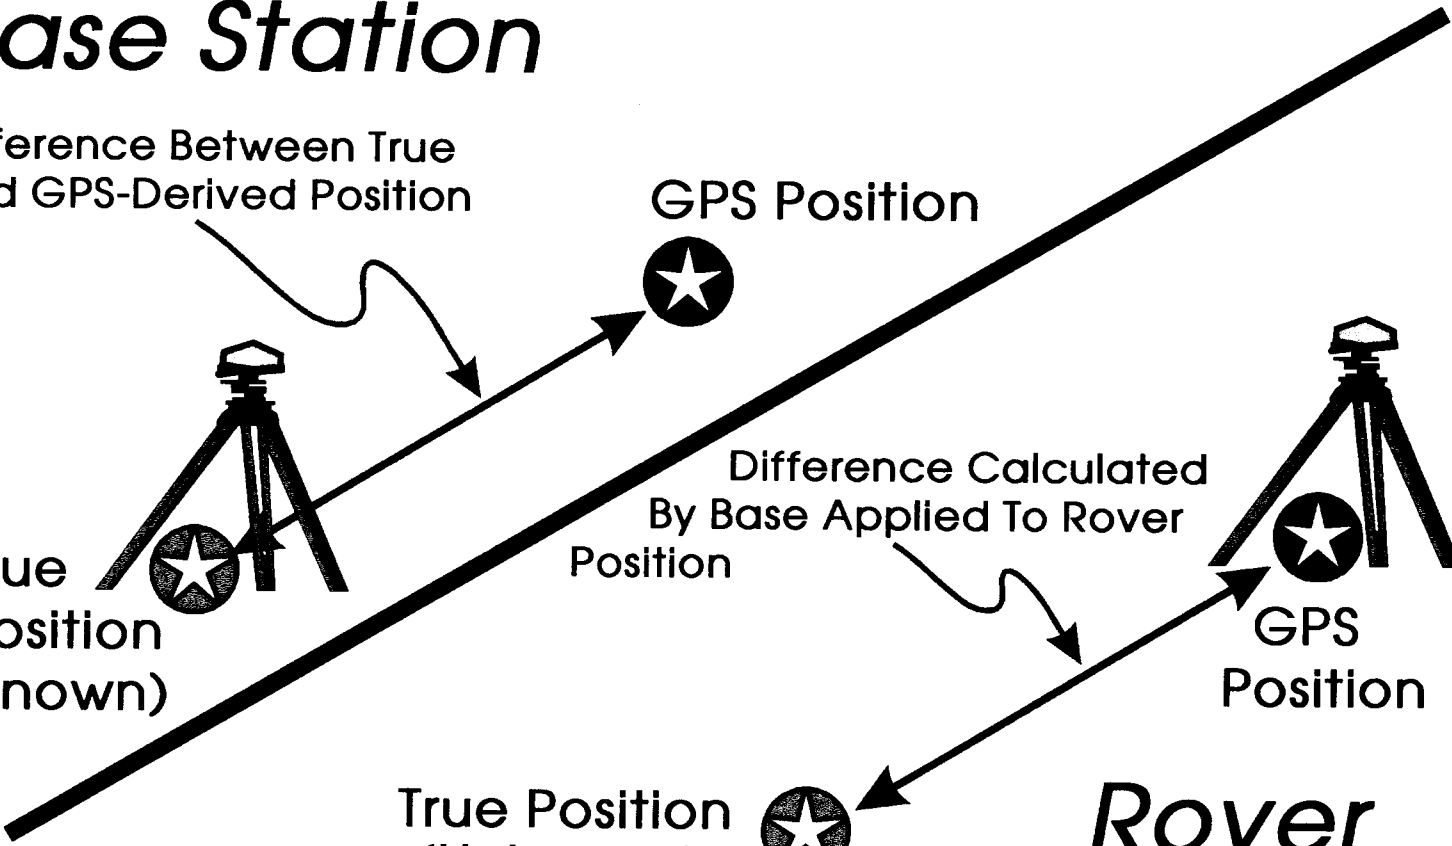 ase Station
ference Between True
d GPS-Derived Position
GPS Position
Difference Calculated
By Base Applied To Rover
Position
ue
osition
nown)
GPS
Position
True Position
Rover